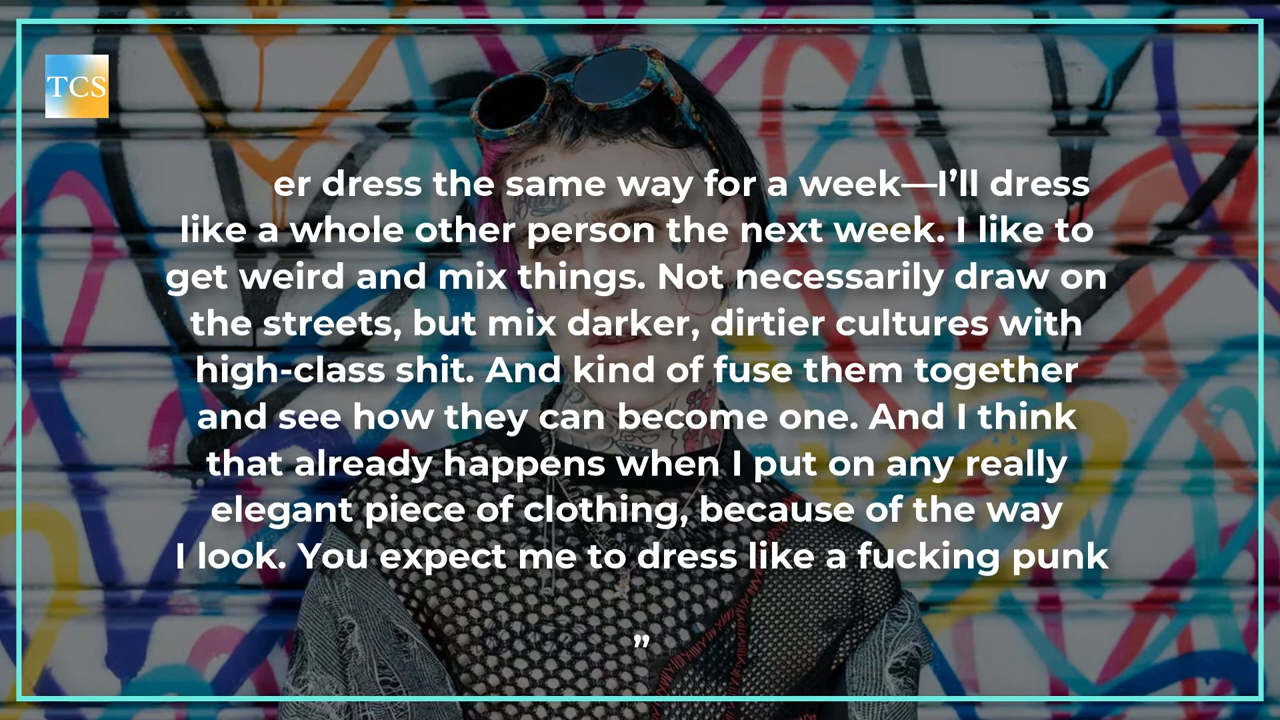 TCS
er dress the same way for a week—I’ll dress
like a whole other person the next week. I like to
get weird and mix things. Not necessarily draw on
the streets, but mix darker, dirtier cultures with
high-class shit. And kind of fuse them together
and see how they can become one. And I think
that already happens when I put on any really
elegant piece of clothing, because of the way
I look. You expect me to dress like a fucking punk
”